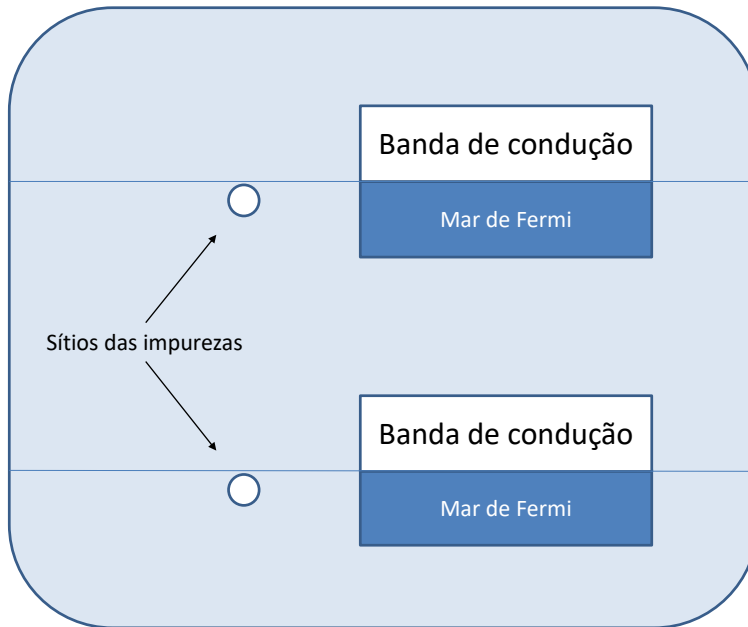 Banda de condução
Mar de Fermi
Sítios das impurezas
Banda de condução
Mar de Fermi